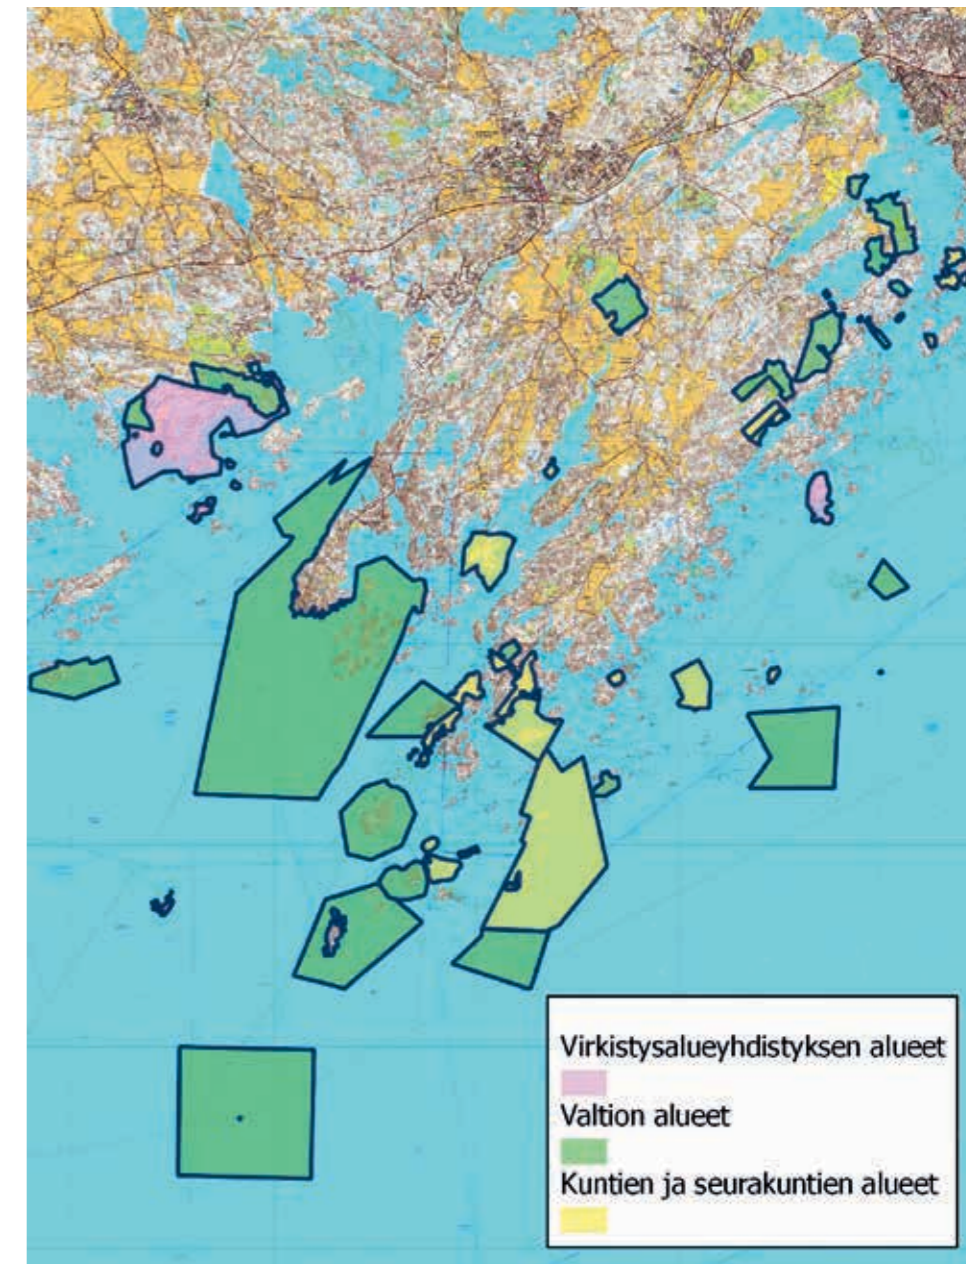 Virkistysalueyhdistyksen alueet
Valtion alueet
Kuntien ja seurakuntien alueet